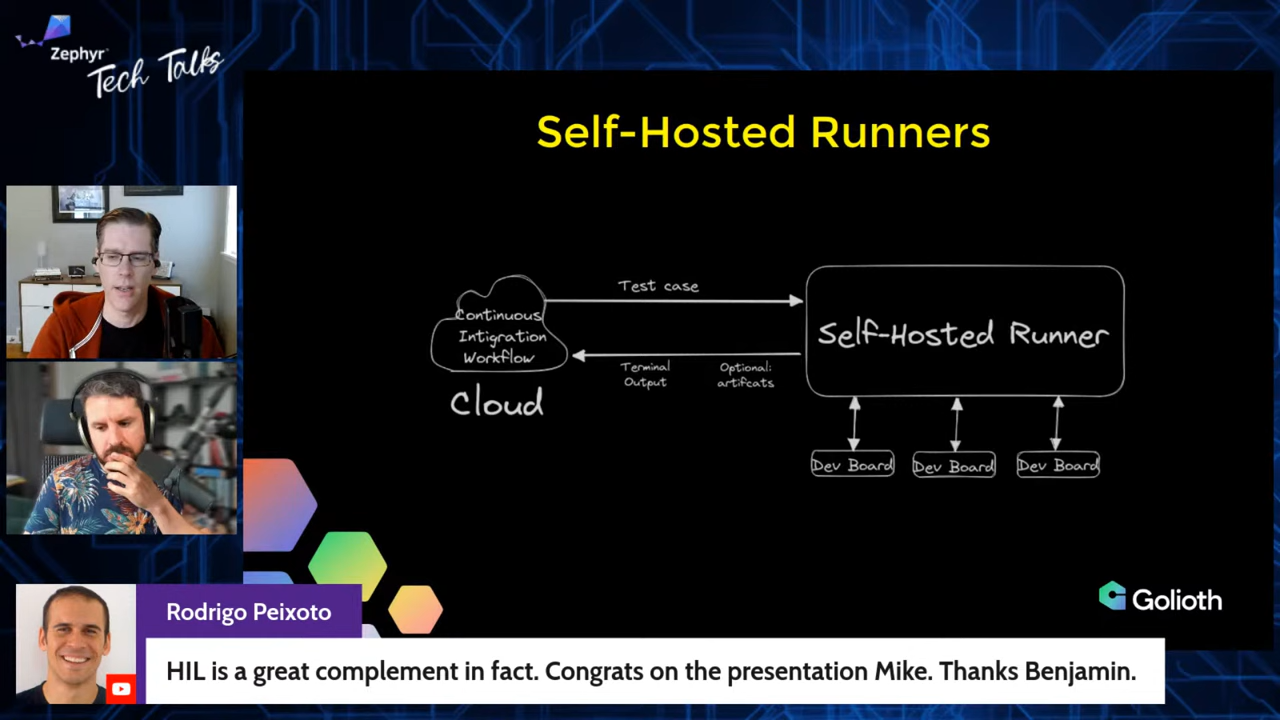 Zephyr
Tech Talks
Self-Hosted Runners
Test case
Continuous
Intigration
Workflow
Cloud
Terminal
Output
Optional:
artifcats
Self-Hosted Runner
Dev Board
Dev Board
Dev Board
Golioth
Rodrigo Peixoto
HIL is a great complement in fact. Congrats on the presentation Mike. Thanks Benjamin.